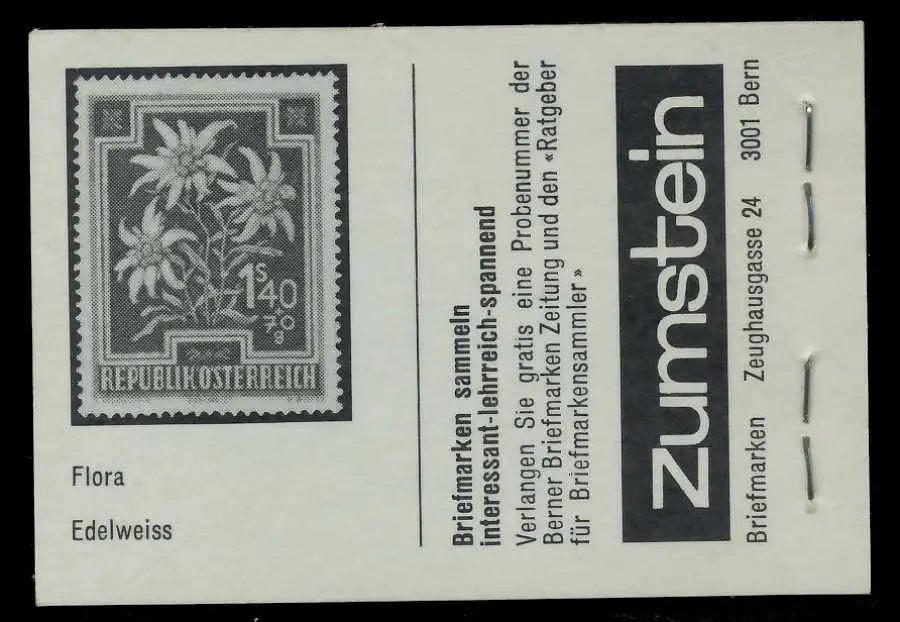 1S40
+70g
REPUBLIK ÖSTERREICH
Flora
Edelweiss
Briefmarken sammeln
interessant-lehrreich-spannend
Verlangen Sie gratis eine Probenummer der
Berner Briefmarken Zeitung und den «Ratgeber
für Briefmarkensammler»
Zumstein
Briefmarken Zeughausgasse 24 3001 Bern